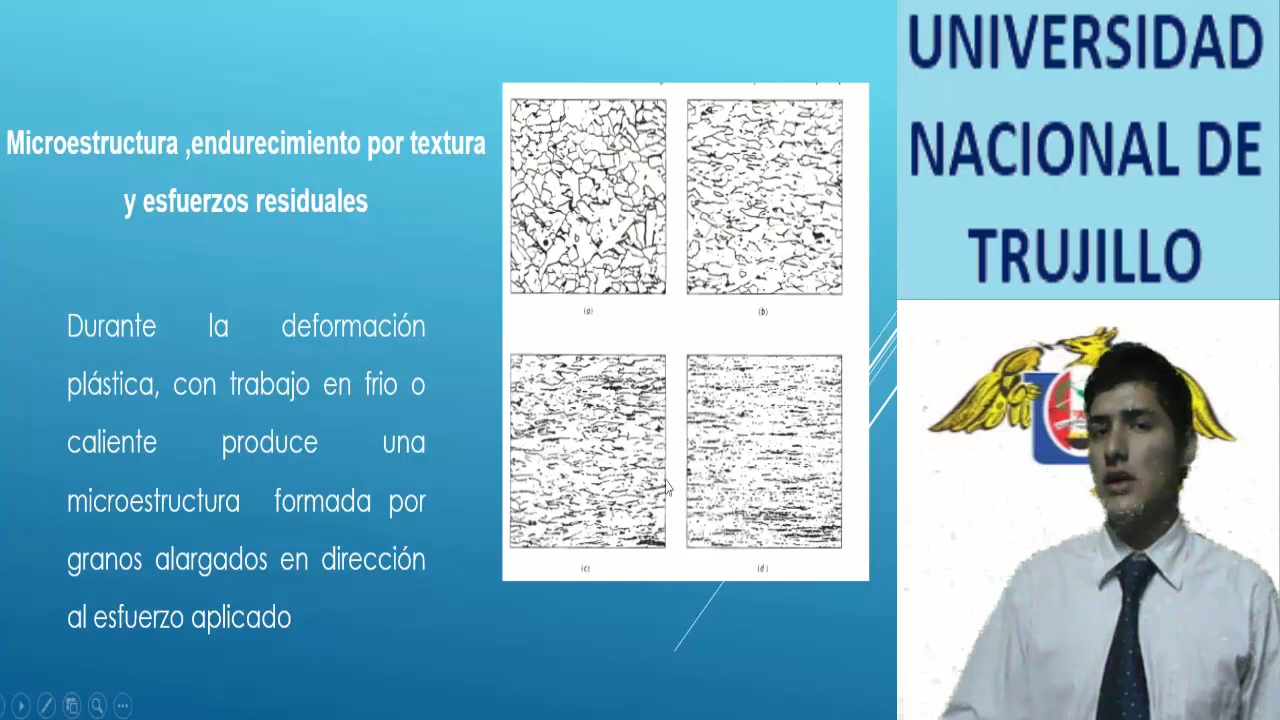 Microestructura ,endurecimiento por textura
y esfuerzos residuales
Durante la deformación
plástica, con trabajo en frio o
caliente produce una
microestructura formada por
granos alargados en dirección
al esfuerzo aplicado
(a)
(b)
(c)
(d)
UNIVERSIDAD
NACIONAL DE
TRUJILLO